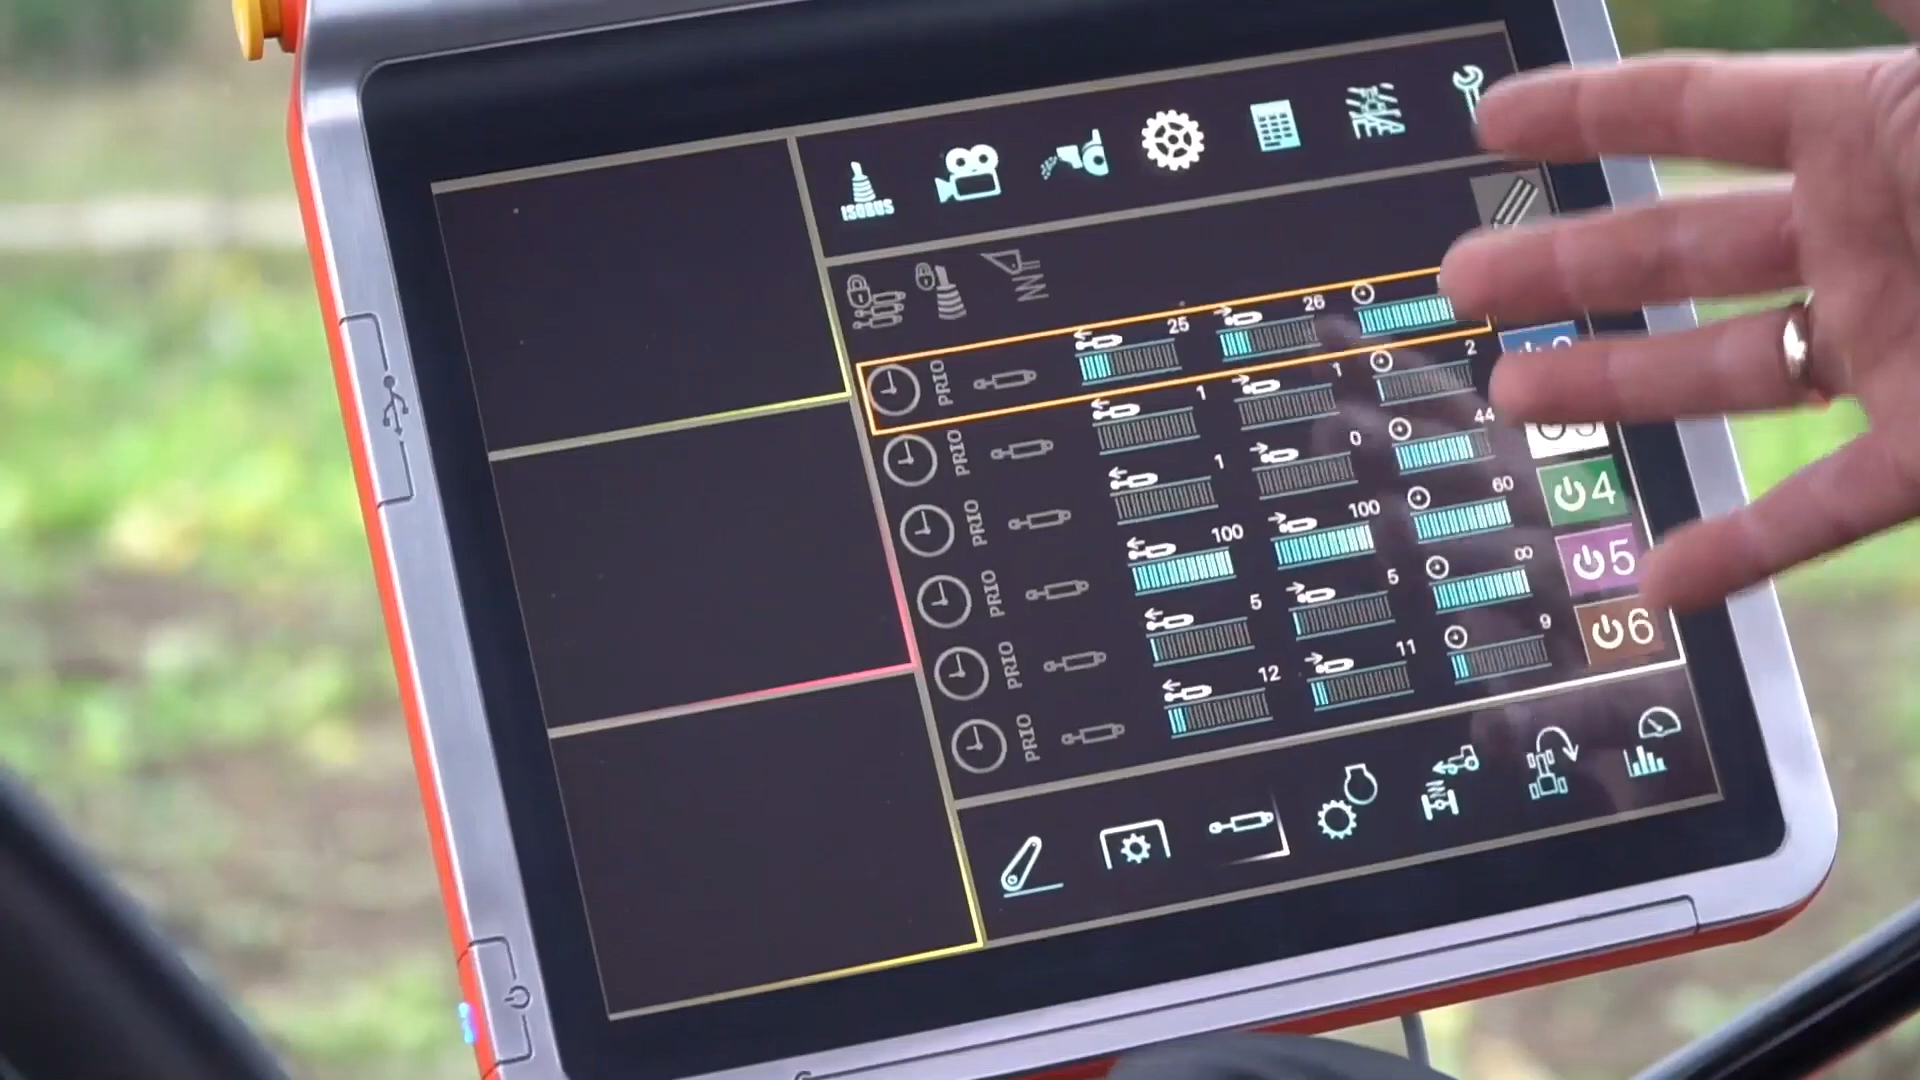 ISOBUS
PRIO 25 26
PRIO 1 1 2
PRIO 1 0 44
PRIO 100 100 60 4
PRIO 5 5 ∞ 5
PRIO 12 11 9 6